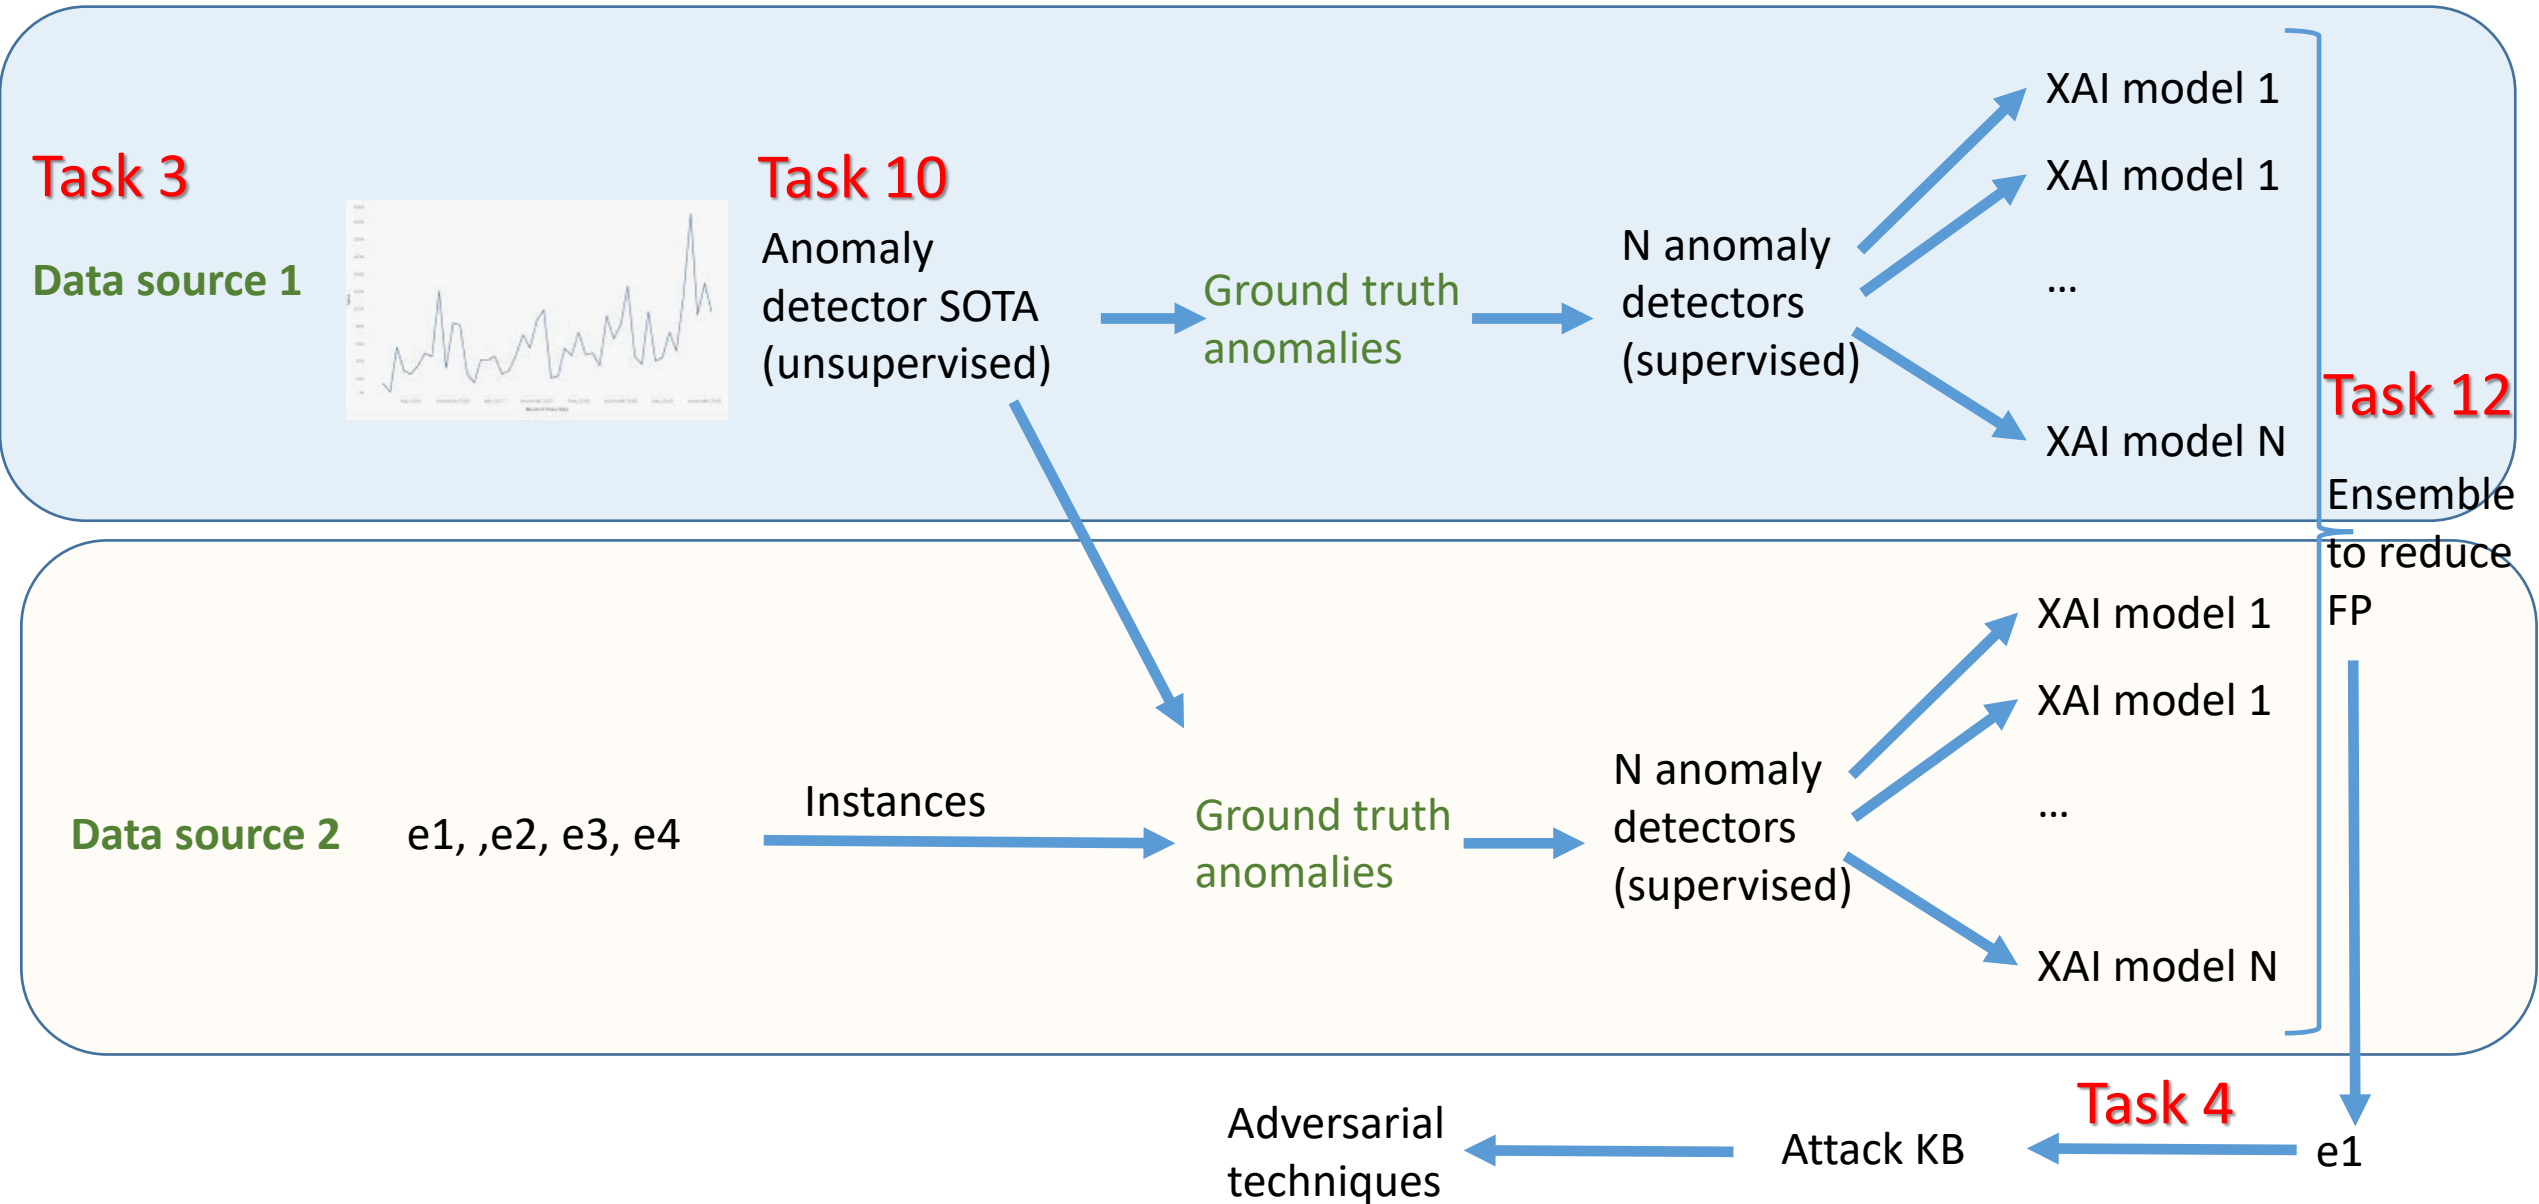 Task 3
Data source 1
Task 10
Anomaly
detector SOTA
(unsupervised)
Ground truth
anomalies
N anomaly
detectors
(supervised)
XAI model 1
XAI model 1
...
XAI model N
Task 12
Ensemble
to reduce
FP
Data source 2
e1, ,e2, e3, e4
Instances
Ground truth
anomalies
N anomaly
detectors
(supervised)
XAI model 1
XAI model 1
...
XAI model N
Task 4
e1
Attack KB
Adversarial
techniques